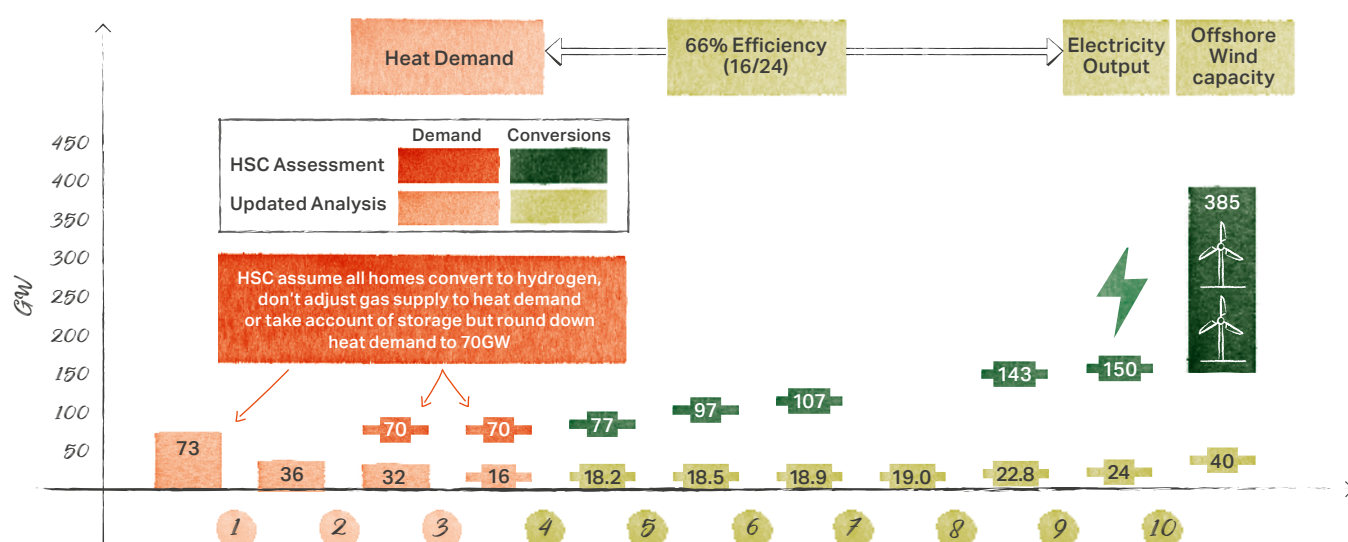 Heat Demand
66% Efficiency
(16/24)
Electricity
Output
Offshore
Wind
capacity
Demand Conversions
HSC Assessment
Updated Analysis
HSC assume all homes convert to hydrogen,
don't adjust gas supply to heat demand
or take account of storage but round down
heat demand to 70GW
GW
450
400
350
300
250
200
150
100
50
385
143 150
70 70 77 97 107
73 36 32 16 18.2 18.5 18.9 19.0 22.8 24 40
1 2 3 4 5 6 7 8 9 10